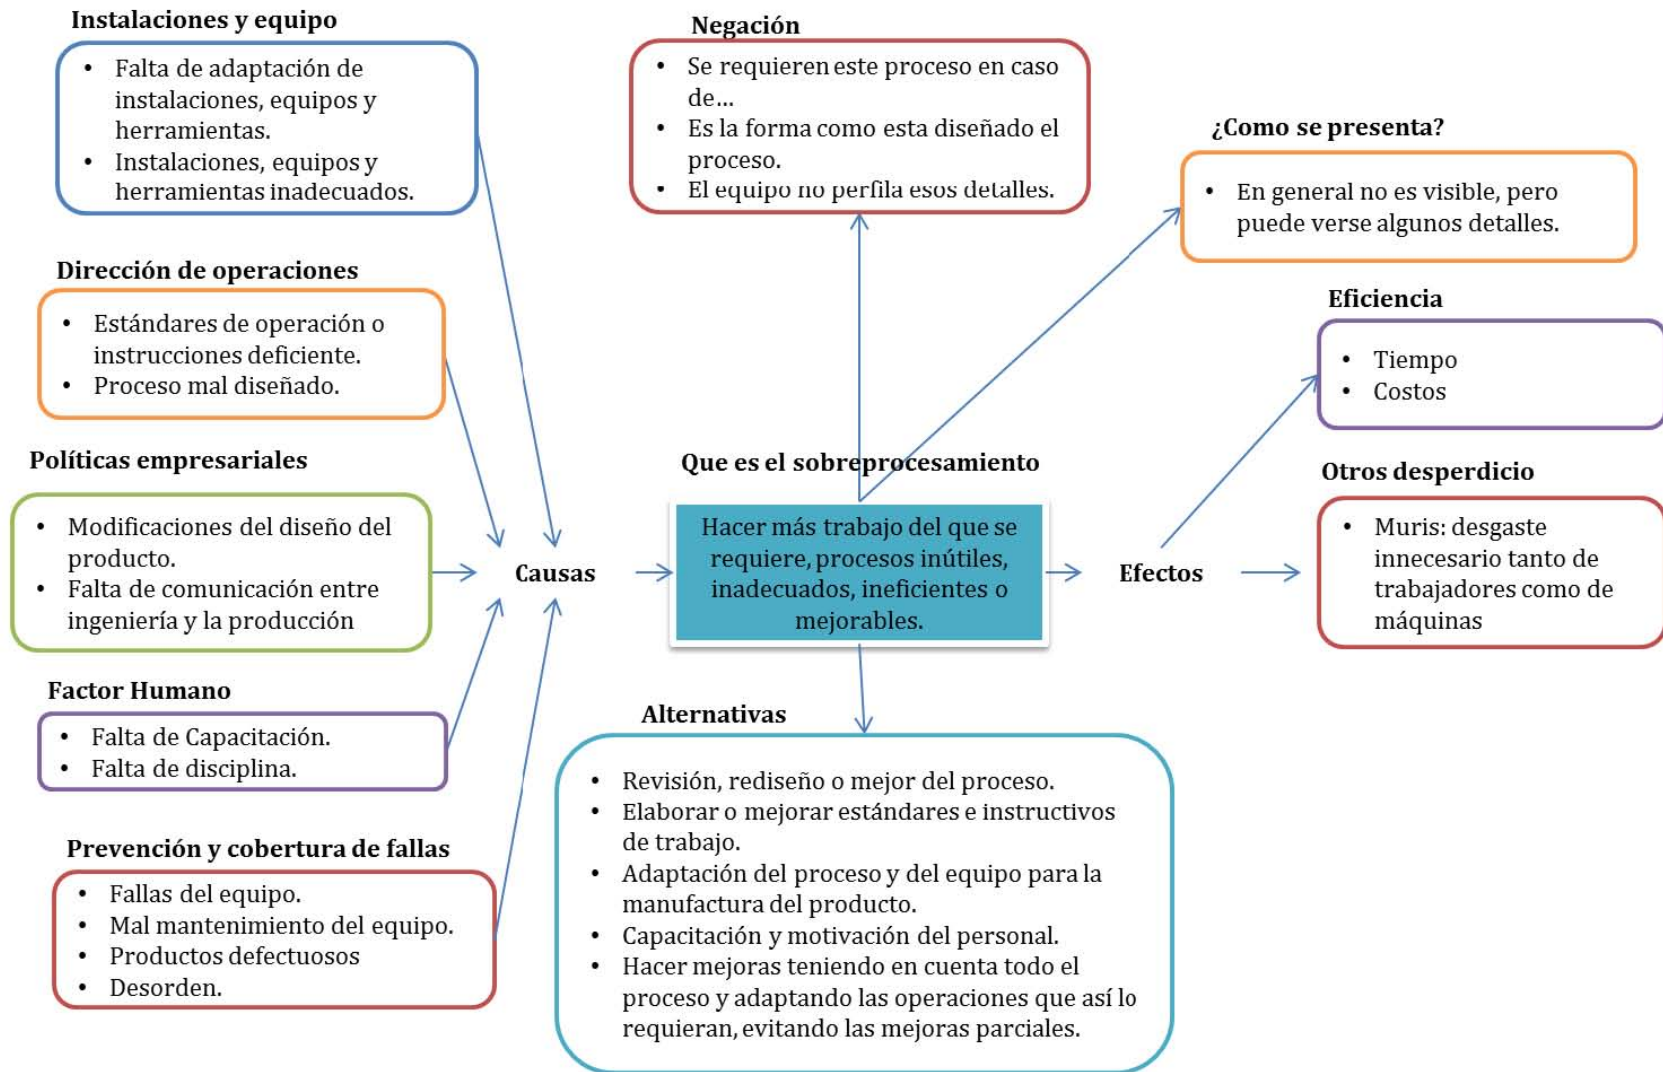 Instalaciones y equipo
• Falta de adaptación de
instalaciones, equipos y
herramientas.
• Instalaciones, equipos y
herramientas inadecuados.
Dirección de operaciones
• Estándares de operación o
instrucciones deficiente.
• Proceso mal diseñado.
Políticas empresariales
• Modificaciones del diseño del
producto.
• Falta de comunicación entre
ingeniería y la producción
Factor Humano
• Falta de Capacitación.
• Falta de disciplina.
Prevención y cobertura de fallas
• Fallas del equipo.
• Mal mantenimiento del equipo.
• Productos defectuosos
• Desorden.
Causas
Negación
• Se requieren este proceso en caso
de...
• Es la forma como esta diseñado el
proceso.
• El equipo no perfila esos detalles.
Que es el sobreprocesamiento
Hacer más trabajo del que se
requiere, procesos inútiles,
inadecuados, ineficientes o
mejorables.
Alternativas
• Revisión, rediseño o mejor del proceso.
• Elaborar o mejorar estándares e instructivos
de trabajo.
• Adaptación del proceso y del equipo para la
manufactura del producto.
• Capacitación y motivación del personal.
• Hacer mejoras teniendo en cuenta todo el
proceso y adaptando las operaciones que así lo
requieran, evitando las mejoras parciales.
¿Como se presenta?
• En general no es visible, pero
puede verse algunos detalles.
Efectos
Eficiencia
• Tiempo
• Costos
Otros desperdicio
• Muris: desgaste
innecesario tanto de
trabajadores como de
máquinas